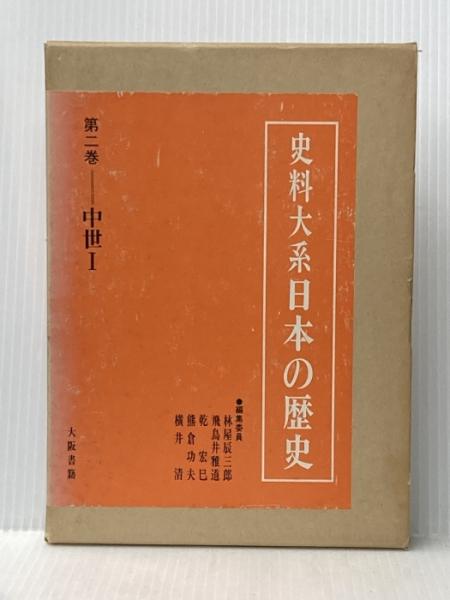 史料大系日本の歴史
●編集委員
林屋辰三郎
飛鳥井雅道
乾 宏巳
熊倉功夫
横井 清
第二巻――中世Ⅰ
大阪書籍